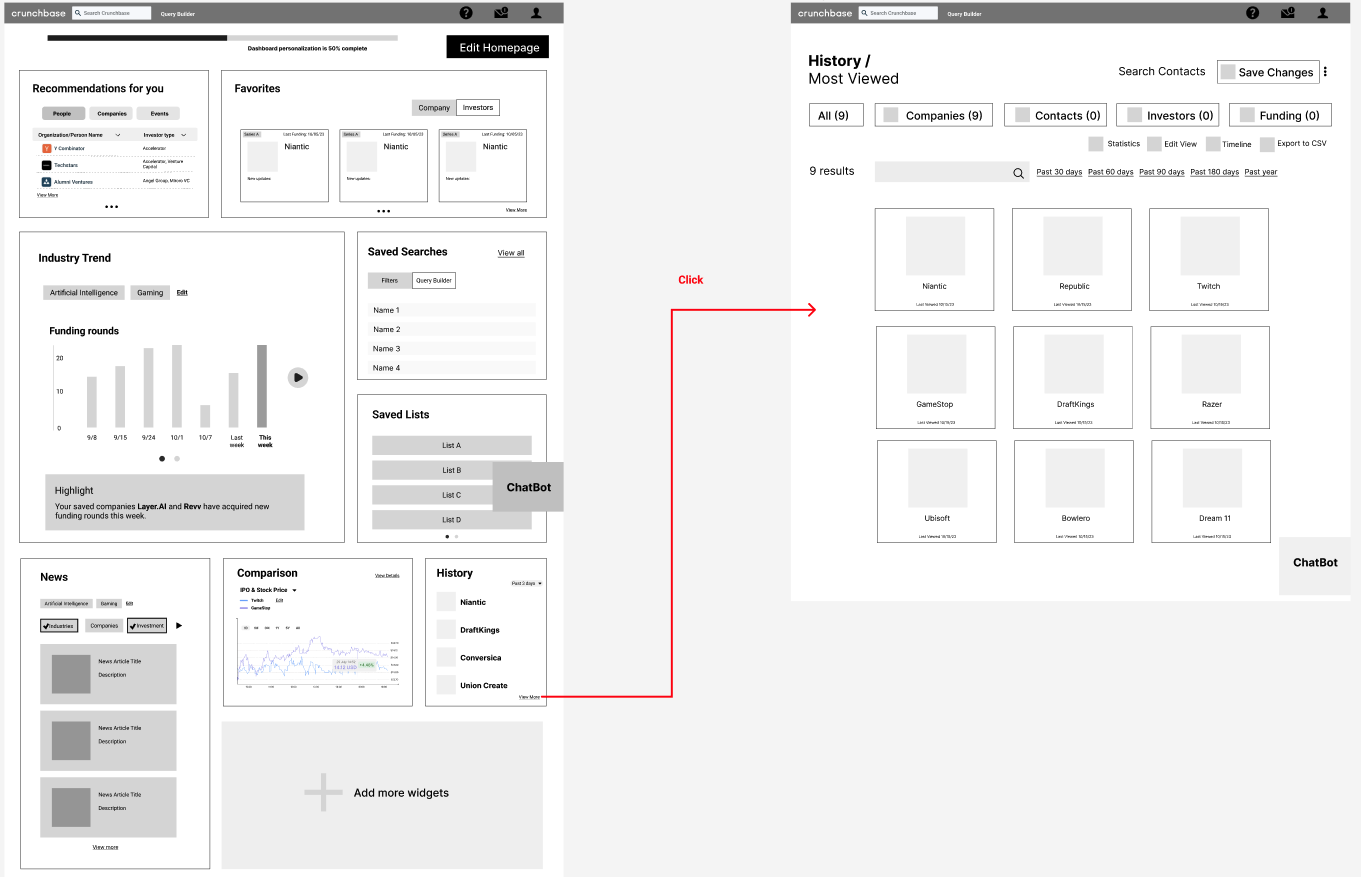 crunchbase
Search Crunchbase
Query Builder
Dashboard personalization is 50% complete
Edit Homepage
Recommendations for you
People
Companies
Events
Organization/Person Name
Investor type
Y Combinator
Accelerator
Techstars
Accelerator, Venture
Capital
Alumni Ventures
Angel Group, Micro VC
View More
Favorites
Company
Investors
Series A
Last Funding: 16/05/23
Niantic
New updates:
Series A
Last Funding: 10/05/23
Niantic
New updates:
Series A
Last Funding: 10/05/23
Niantic
New updates:
View More
Industry Trend
Artificial Intelligence
Gaming
Edit
Funding rounds
20
10
0
9/8
9/15
9/24
10/1
10/7
Last
week
This
week
Highlight
Your saved companies Layer.AI and Revv have acquired new
funding rounds this week.
Saved Searches
View all
Filters
Query Builder
Name 1
Name 2
Name 3
Name 4
Saved Lists
List A
List B
List C
List D
ChatBot
News
Artificial Intelligence
Gaming
Edit
Industries
Companies
Investment
News Article Title
Description
News Article Title
Description
News Article Title
Description
View more
Comparison
View Details
IPO & Stock Price
Twitch
Edit
GameStop
History
Past 3 days
Niantic
DraftKings
Conversica
Union Create
View More
Add more widgets
Click
crunchbase
Search Crunchbase
Query Builder
History /
Most Viewed
Search Contacts
Save Changes
All (9)
Companies (9)
Contacts (0)
Investors (0)
Funding (0)
Statistics
Edit View
Timeline
Export to CSV
9 results
Past 30 days
Past 60 days
Past 90 days
Past 180 days
Past year
Niantic
Last Viewed 10/15/23
Republic
Last Viewed 10/15/23
Twitch
Last Viewed 10/15/23
GameStop
Last Viewed 10/15/23
DraftKings
Last Viewed 10/15/23
Razer
Last Viewed 10/15/23
Ubisoft
Last Viewed 10/15/23
Bowlero
Last Viewed 10/15/23
Dream 11
Last Viewed 10/15/23
ChatBot